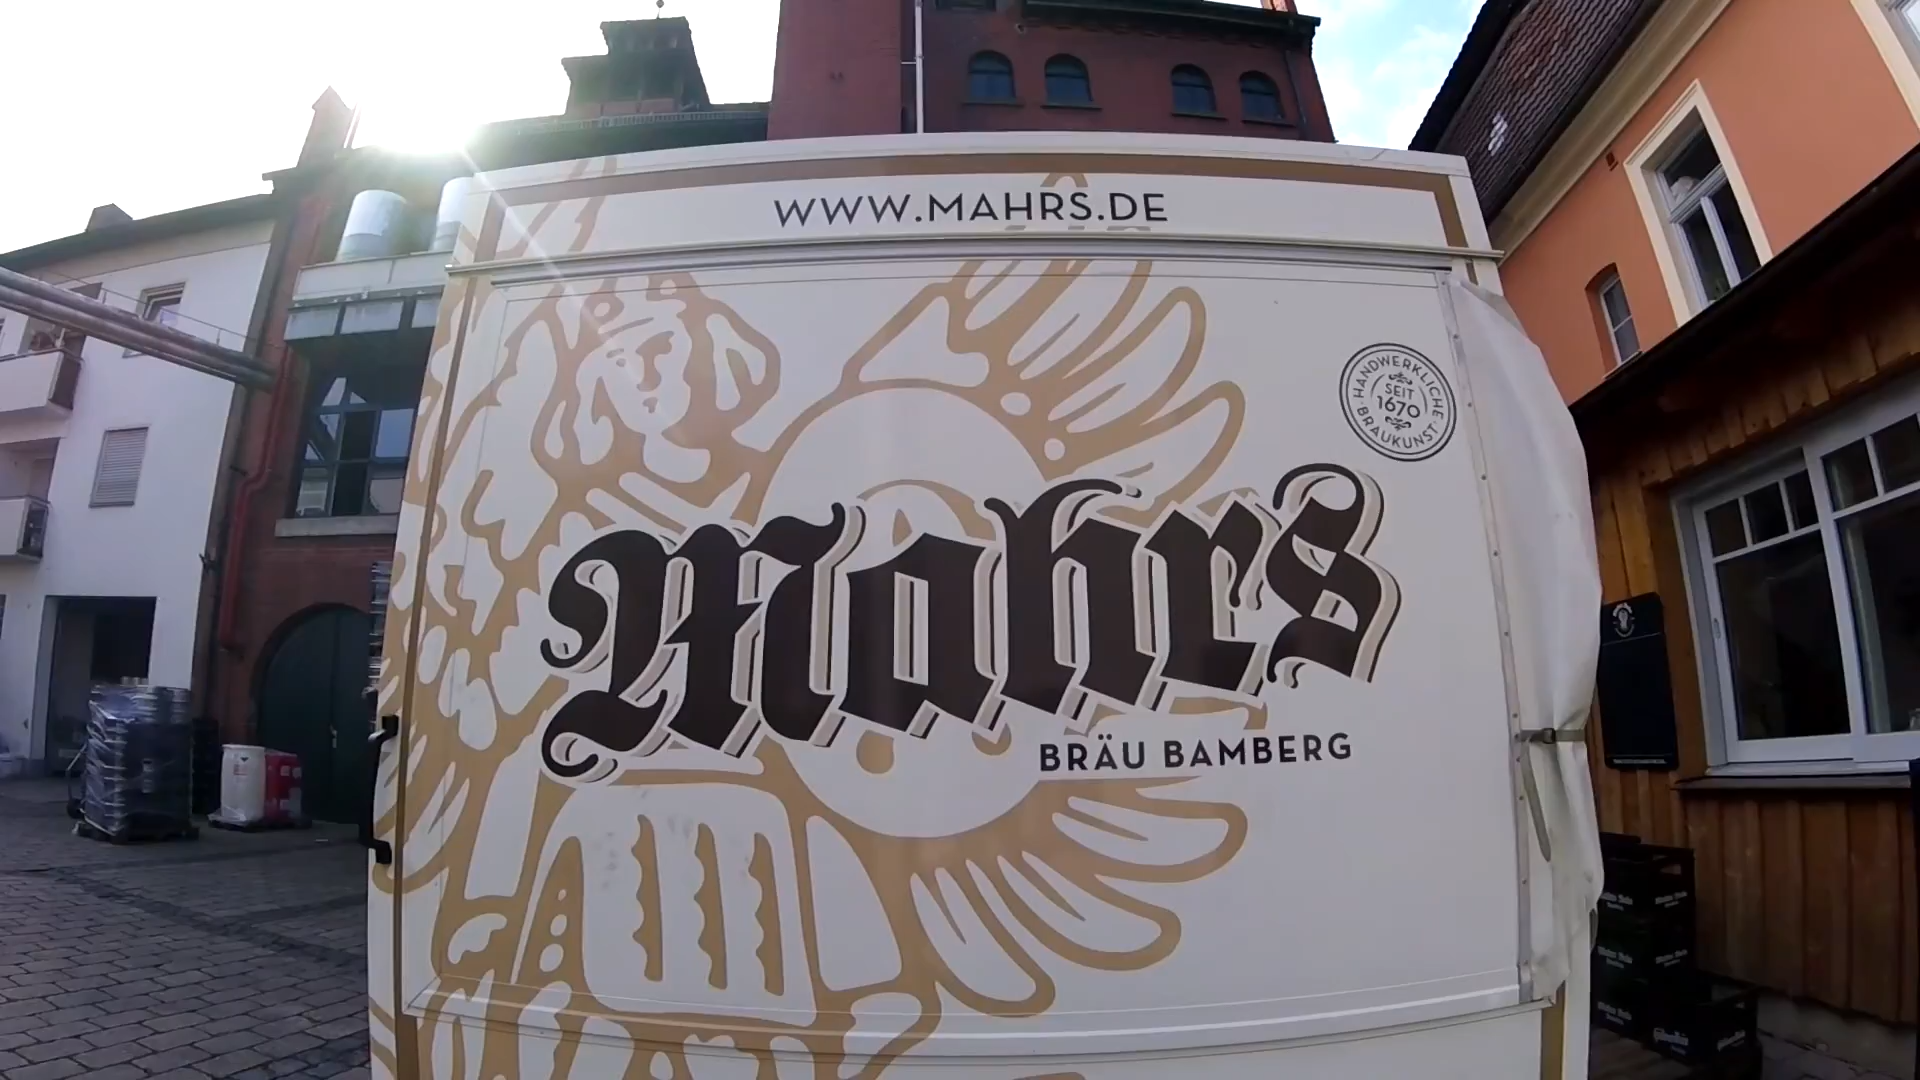 WWW.MAHRS.DE
HANDWERKLICHE
SEIT
1670
BRAUKUNST
Mahrs
BRÄU BAMBERG